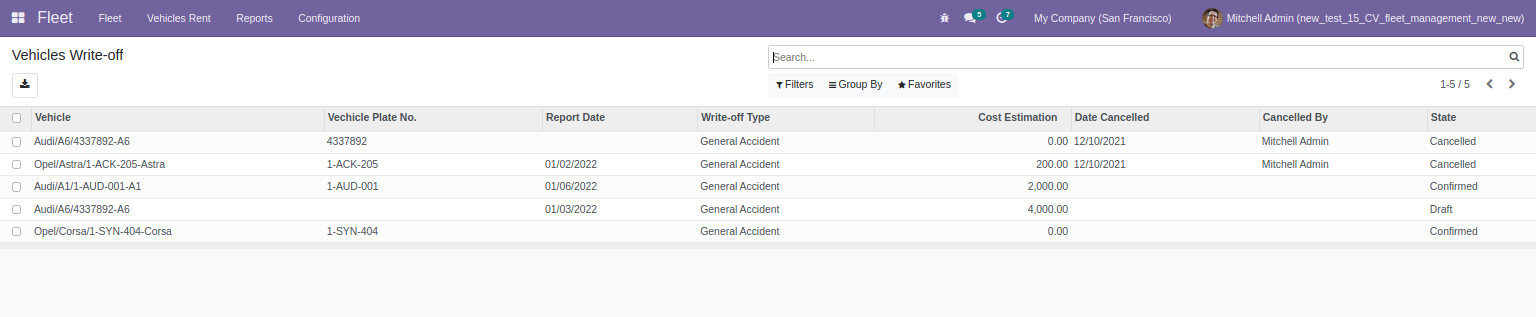 Fleet Fleet Vehicles Rent Reports Configuration 5 7 My Company (San Francisco) Mitchell Admin (new_test_15_CV_fleet_management_new_new)
Vehicles Write-off
Search...
Filters Group By Favorites 1-5 / 5
Vehicle Vechicle Plate No. Report Date Write-off Type Cost Estimation Date Cancelled Cancelled By State
Audi/A6/4337892-A6 4337892 General Accident 0.00 12/10/2021 Mitchell Admin Cancelled
Opel/Astra/1-ACK-205-Astra 1-ACK-205 01/02/2022 General Accident 200.00 12/10/2021 Mitchell Admin Cancelled
Audi/A1/1-AUD-001-A1 1-AUD-001 01/06/2022 General Accident 2,000.00 Confirmed
Audi/A6/4337892-A6 01/03/2022 General Accident 4,000.00 Draft
Opel/Corsa/1-SYN-404-Corsa 1-SYN-404 General Accident 0.00 Confirmed